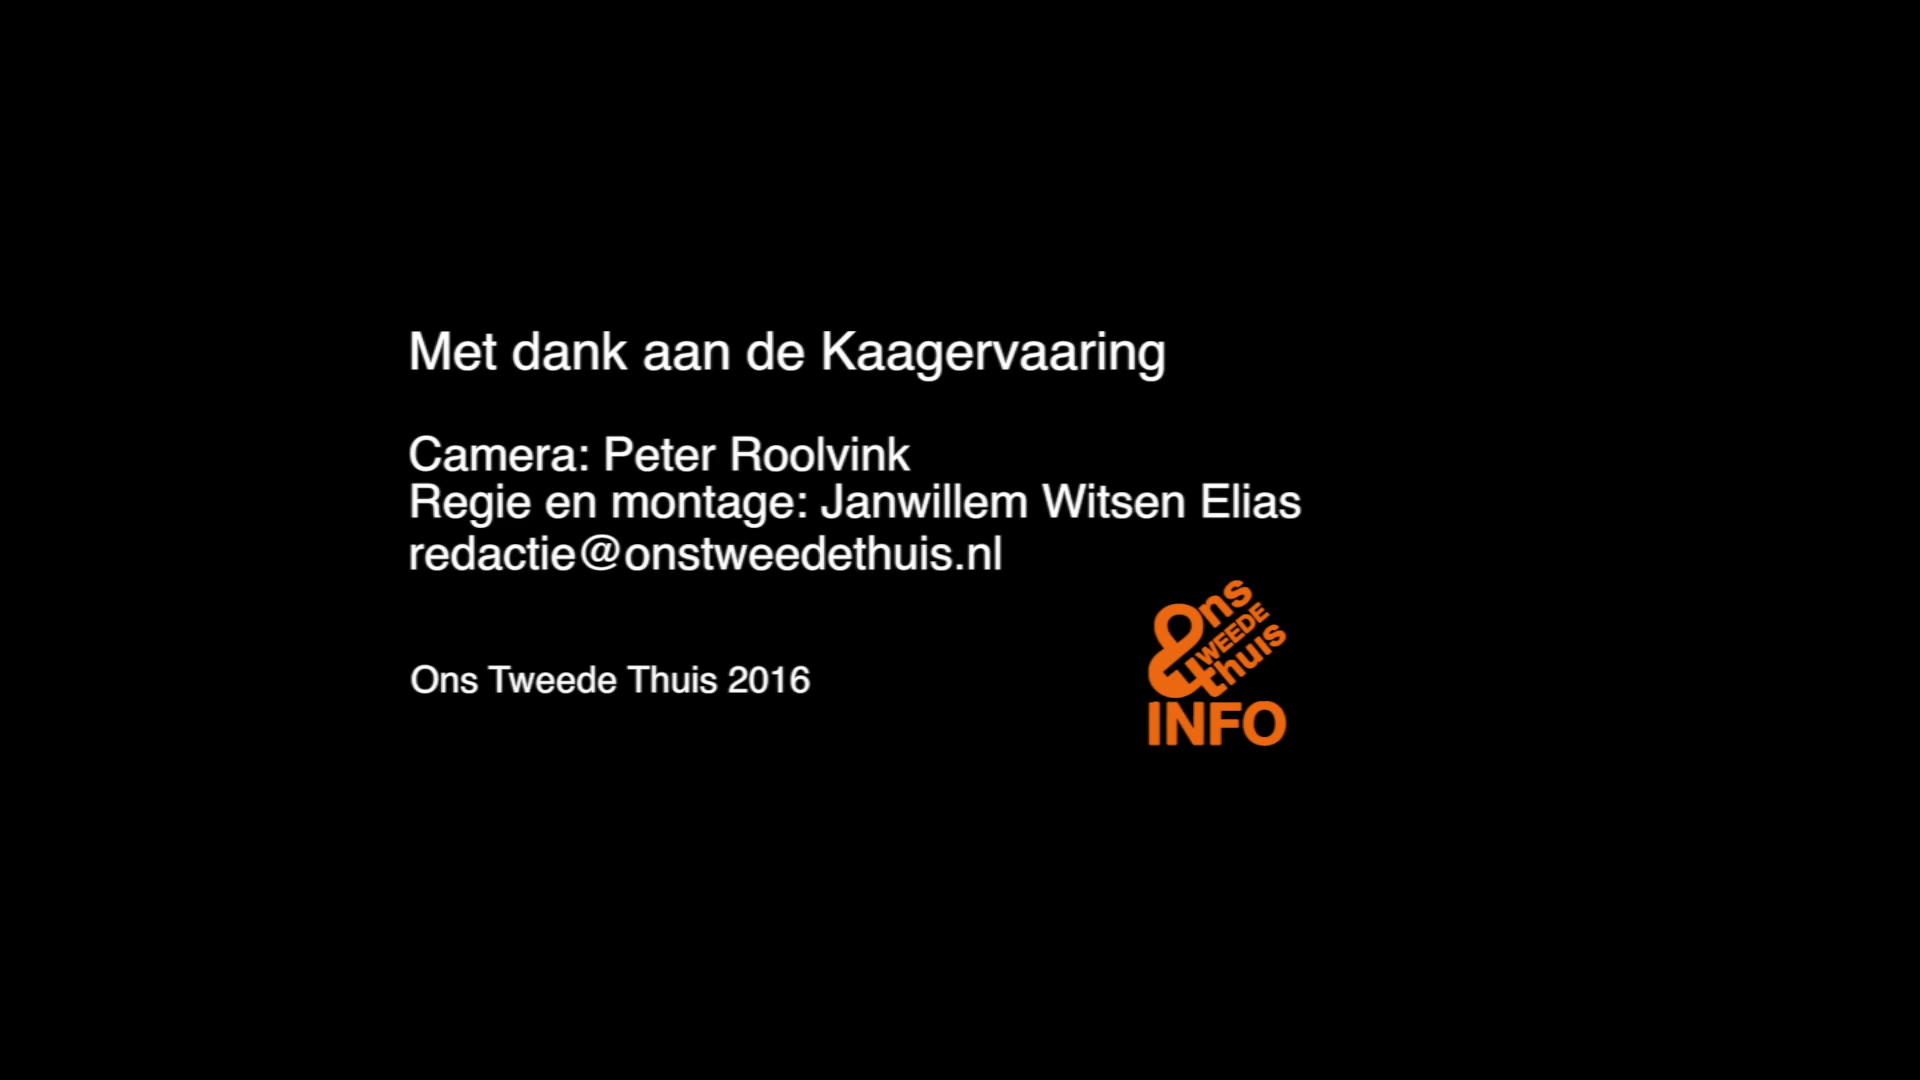 Met dank aan de Kaagervaaring
Camera: Peter Roolvink
Regie en montage: Janwillem Witsen Elias
redactie@onstweedethuis.nl
Ons Tweede Thuis 2016
Ons
TWEEDE
thuis
INFO